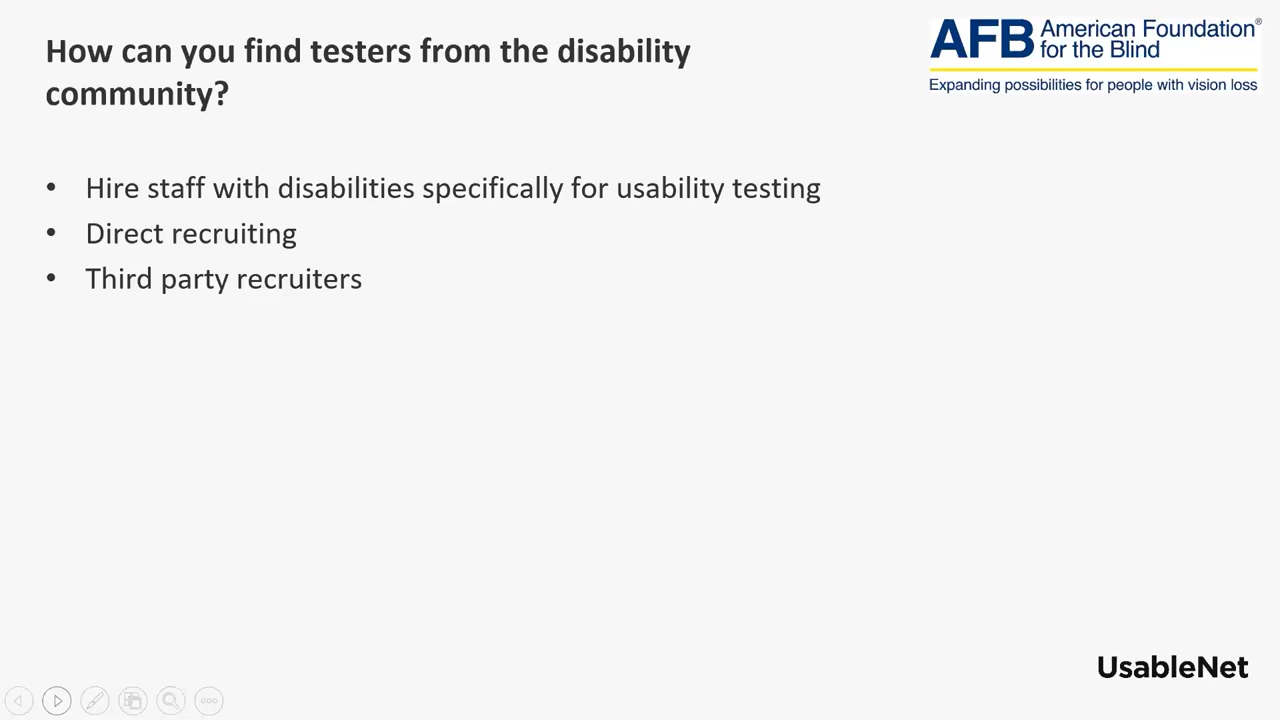 How can you find testers from the disability
community?
AFB American Foundation®
for the Blind
Expanding possibilities for people with vision loss
• Hire staff with disabilities specifically for usability testing
• Direct recruiting
• Third party recruiters
UsableNet